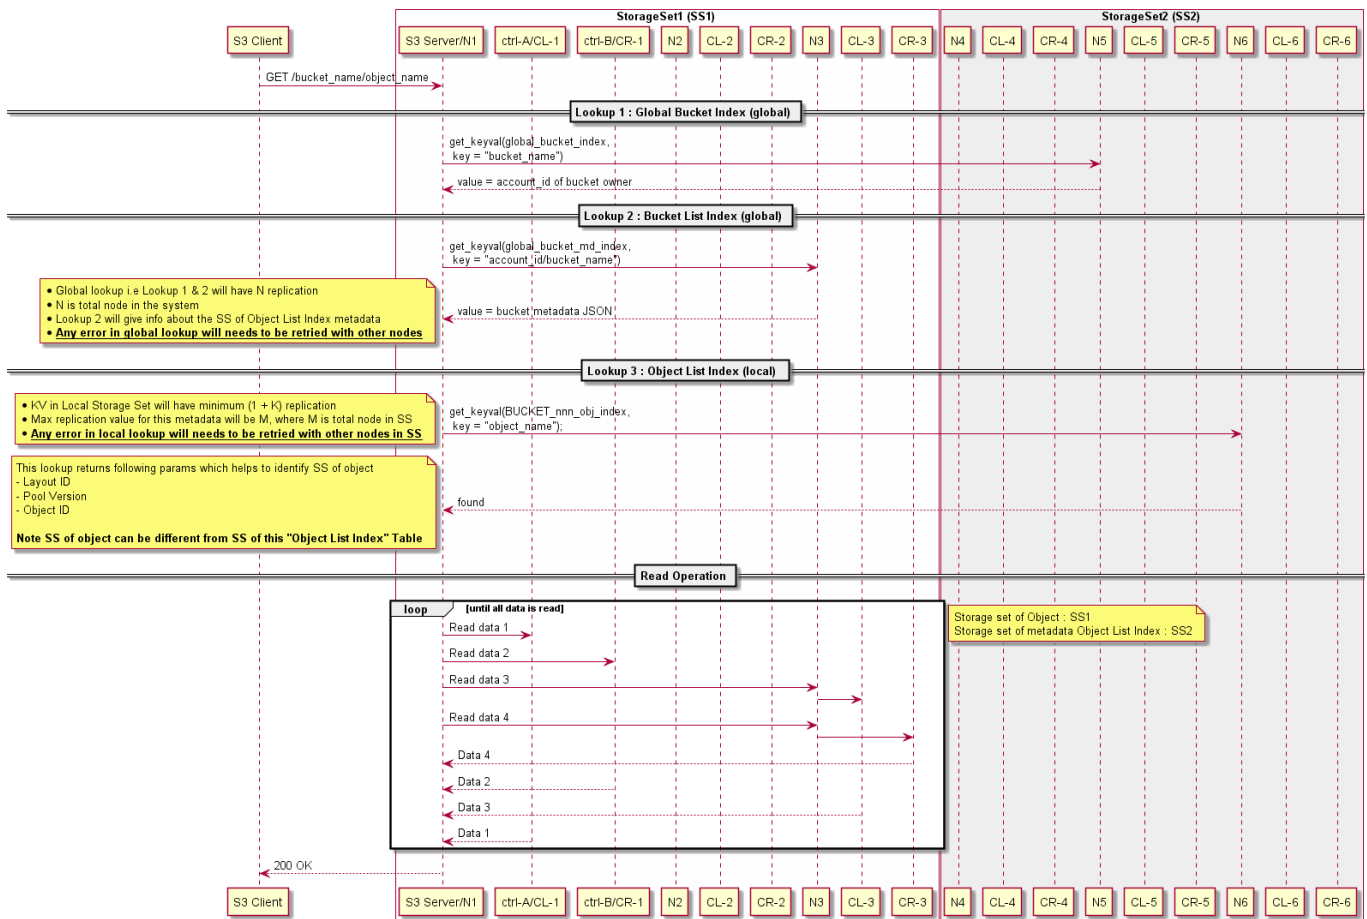 StorageSet1 (SS1)
StorageSet2 (SS2)
S3 Client
S3 Server/N1
ctrl-A/CL-1
ctrl-B/CR-1
N2
CL-2
CR-2
N3
CL-3
CR-3
N4
CL-4
CR-4
N5
CL-5
CR-5
N6
CL-6
CR-6
GET /bucket_name/object_name
Lookup 1 : Global Bucket Index (global)
get_keyval(global_bucket_index,
key = "bucket_name")
value = account_id of bucket owner
Lookup 2 : Bucket List Index (global)
get_keyval(global_bucket_md_index,
key = "account_id/bucket_name")
• Global lookup i.e Lookup 1 & 2 will have N replication
• N is total node in the system
• Lookup 2 will give info about the SS of Object List Index metadata
• Any error in global lookup will needs to be retried with other nodes
value = bucket metadata JSON
Lookup 3 : Object List Index (local)
• KV in Local Storage Set will have minimum (1 + K) replication
• Max replication value for this metadata will be M, where M is total node in SS
• Any error in local lookup will needs to be retried with other nodes in SS
get_keyval(BUCKET_nnn_obj_index,
key = "object_name");
This lookup returns following params which helps to identify SS of object
- Layout ID
- Pool Version
- Object ID
Note SS of object can be different from SS of this "Object List Index" Table
found
Read Operation
loop
[until all data is read]
Storage set of Object : SS1
Storage set of metadata Object List Index : SS2
Read data 1
Read data 2
Read data 3
Read data 4
Data 4
Data 2
Data 3
Data 1
200 OK
S3 Client
S3 Server/N1
ctrl-A/CL-1
ctrl-B/CR-1
N2
CL-2
CR-2
N3
CL-3
CR-3
N4
CL-4
CR-4
N5
CL-5
CR-5
N6
CL-6
CR-6